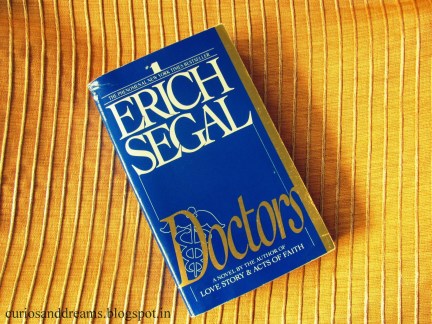 #1
THE PHENOMENAL NEW YORK TIMES BESTSELLER
ERICH
SEGAL
Doctors
A NOVEL BY THE AUTHOR OF
LOVE STORY & ACTS OF FAITH
curiosanddreams.blogspot.in